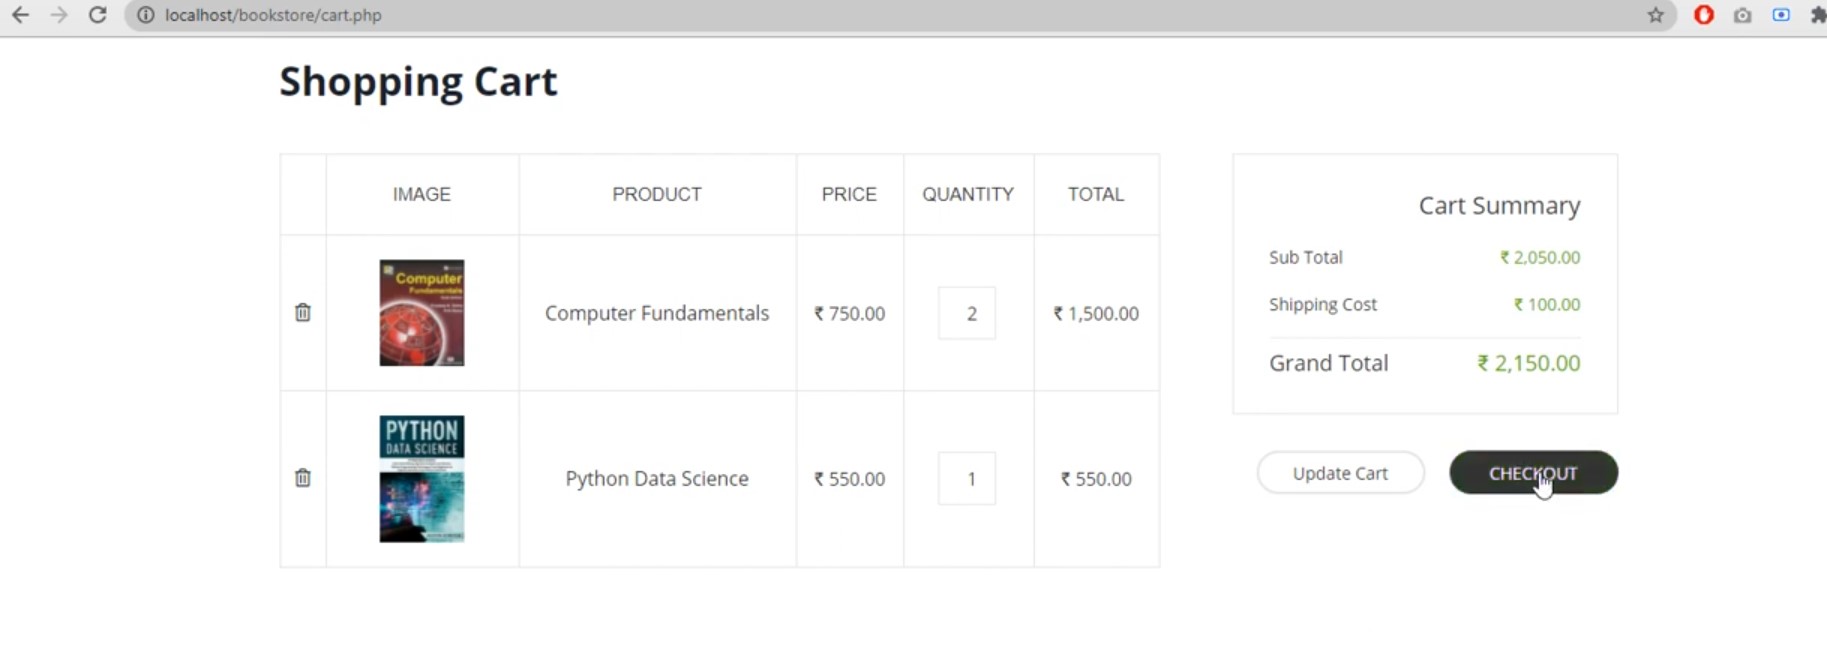 localhost/bookstore/cart.php
Shopping Cart
IMAGE PRODUCT PRICE QUANTITY TOTAL
Computer
Fundamentals
Computer Fundamentals ₹ 750.00 2 ₹ 1,500.00
PYTHON
DATA SCIENCE
Python Data Science ₹ 550.00 1 ₹ 550.00
Cart Summary
Sub Total ₹ 2,050.00
Shipping Cost ₹ 100.00
Grand Total ₹ 2,150.00
Update Cart CHECKOUT